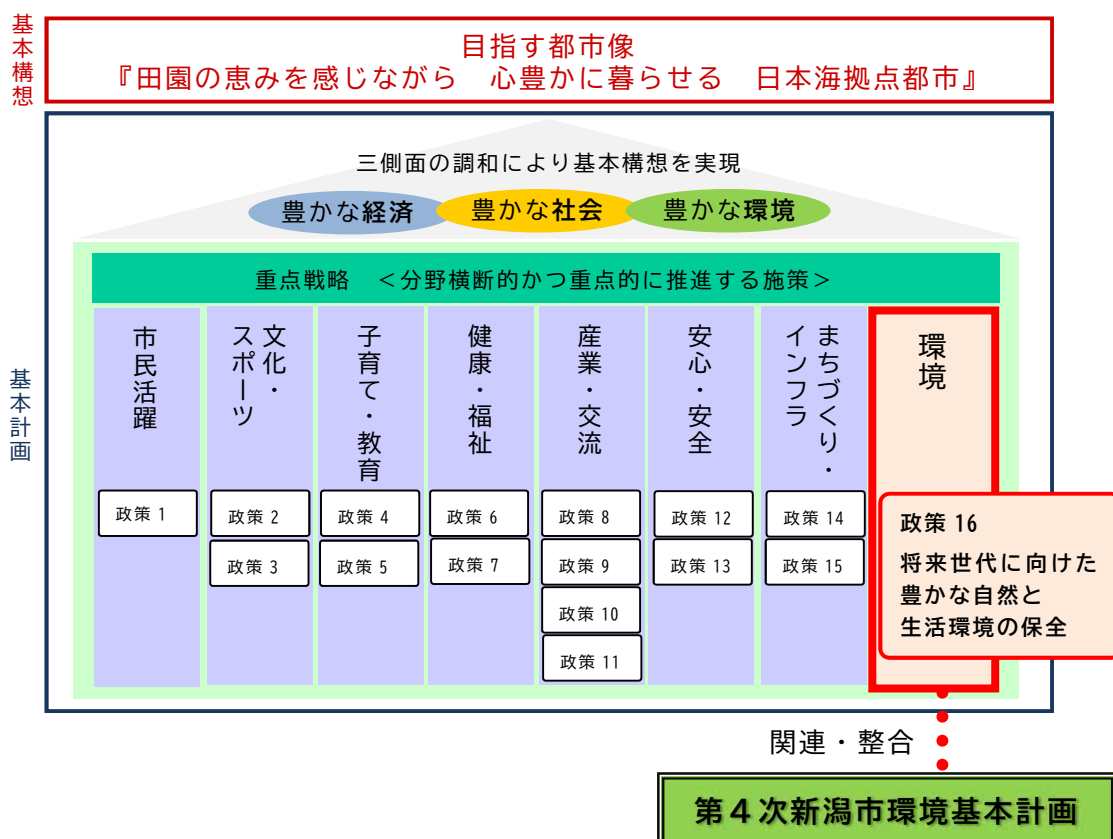 基本構想
目指す都市像
『田園の恵みを感じながら　心豊かに暮らせる　日本海拠点都市』
基本計画
三側面の調和により基本構想を実現
豊かな経済
豊かな社会
豊かな環境
重点戦略　＜分野横断的かつ重点的に推進する施策＞
市民活躍
文化・
スポーツ
子育て・教育
健康・福祉
産業・交流
安心・安全
まちづくり・
インフラ
環境
政策 1
政策 2
政策 3
政策 4
政策 5
政策 6
政策 7
政策 8
政策 9
政策 10
政策 11
政策 12
政策 13
政策 14
政策 15
政策 16
将来世代に向けた
豊かな自然と
生活環境の保全
関連・整合
第４次新潟市環境基本計画